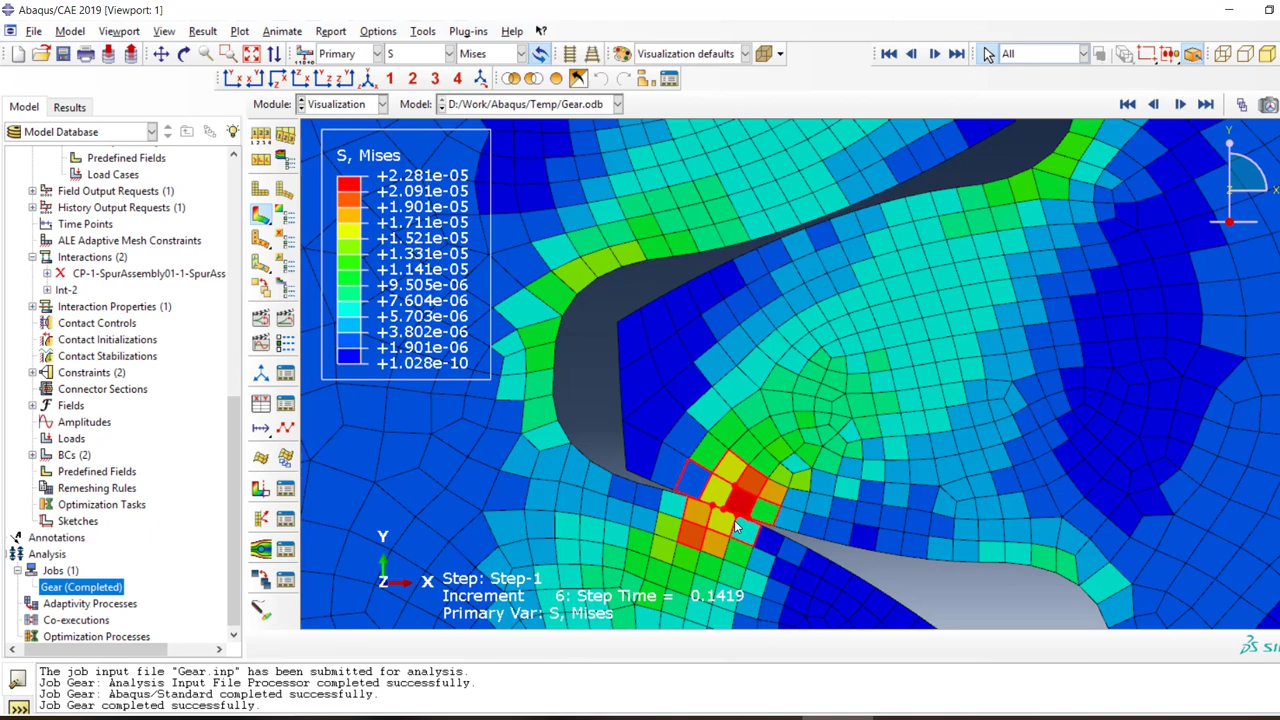 Abaqus/CAE 2019 [Viewport: 1]
File Model Viewport View Result Plot Options Animate Report Tools Plug-ins Help
Primary S Mises Visualization defaults All
1 2 3 4
Model Results Module: Visualization Model: D:/Work/Abaqus/Temp/Gear.odb
Model Database
Predefined Fields
Load Cases
Field Output Requests (1)
History Output Requests (1)
Time Points
ALE Adaptive Mesh Constraints
Interactions (2)
CP-1-SpurAssembly01-1-SpurAss
Int-2
Interaction Properties (1)
Contact Controls
Contact Initializations
Contact Stabilizations
Constraints (2)
Connector Sections
Fields
Amplitudes
Loads
BCs (2)
Predefined Fields
Remeshing Rules
Optimization Tasks
Sketches
Annotations
Analysis
Jobs (1)
Gear (Completed)
Adaptivity Processes
Co-executions
Optimization Processes
S, Mises
+2.281e-05
+2.091e-05
+1.901e-05
+1.711e-05
+1.521e-05
+1.331e-05
+1.141e-05
+9.505e-06
+7.604e-06
+5.703e-06
+3.802e-06
+1.901e-06
+1.028e-10
Y
X
Z
Y
Z X
Step: Step-1
Increment 6: Step Time = 0.1419
Primary Var: S, Mises
The job input file "Gear.inp" has been submitted for analysis.
Job Gear: Analysis Input File Processor completed successfully.
Job Gear: Abaqus/Standard completed successfully.
Job Gear completed successfully.